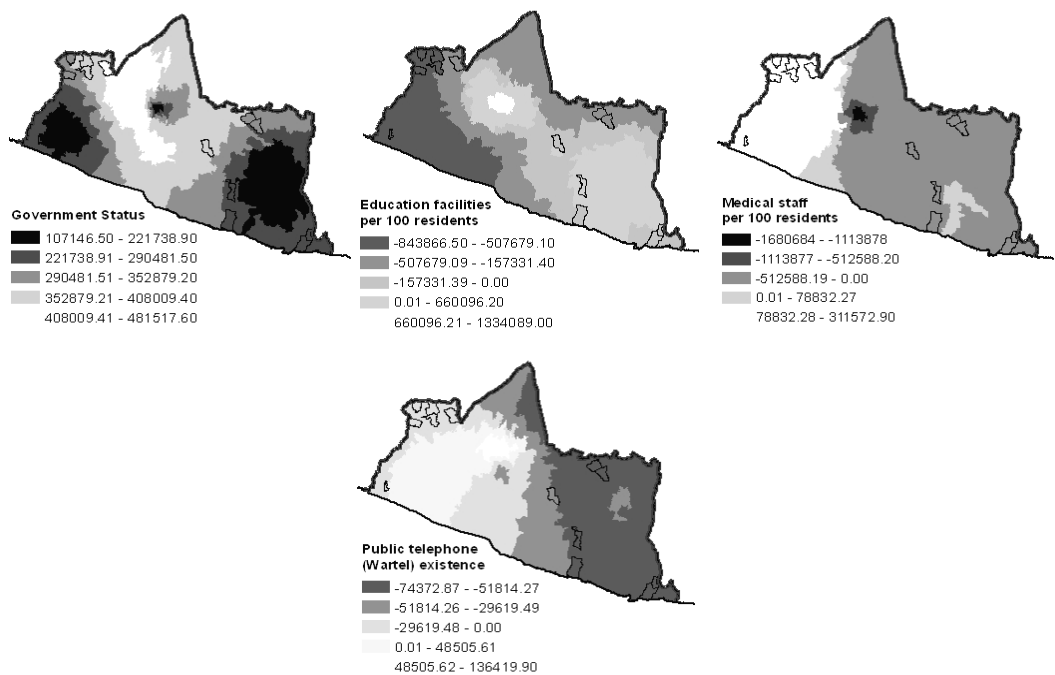 Government Status
107146.50 - 221738.90
221738.91 - 290481.50
290481.51 - 352879.20
352879.21 - 408009.40
408009.41 - 481517.60
Education facilities
per 100 residents
-843866.50 - -507679.10
-507679.09 - -157331.40
-157331.39 - 0.00
0.01 - 660096.20
660096.21 - 1334089.00
Medical staff
per 100 residents
-1680684 - -1113878
-1113877 - -512588.20
-512588.19 - 0.00
0.01 - 78832.27
78832.28 - 311572.90
Public telephone
(Wartel) existence
-74372.87 - -51814.27
-51814.26 - -29619.49
-29619.48 - 0.00
0.01 - 48505.61
48505.62 - 136419.90